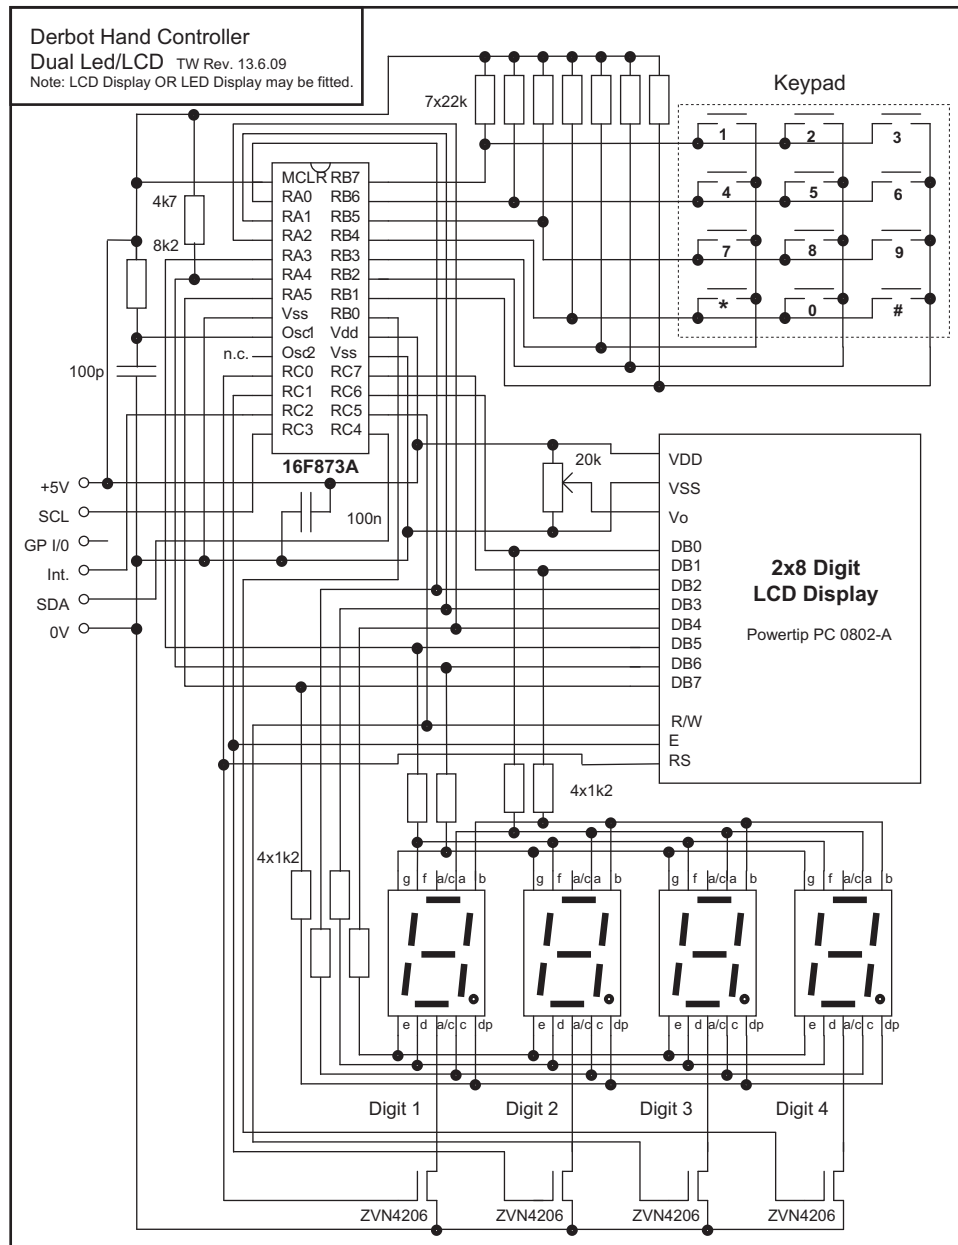 Derbot Hand Controller
Dual Led/LCD TW Rev. 13.6.09
Note: LCD Display OR LED Display may be fitted.
7x22k
Keypad
1 2 3
4 5 6
7 8 9
* 0 #
4k7
8k2
100p
n.c.
MCLR RB7
RA0 RB6
RA1 RB5
RA2 RB4
RA3 RB3
RA4 RB2
RA5 RB1
Vss RB0
Osc1 Vdd
Osc2 Vss
RC0 RC7
RC1 RC6
RC2 RC5
RC3 RC4
16F873A
100n
20k
+5V
SCL
GP I/0
Int.
SDA
0V
VDD
VSS
Vo
DB0
DB1
DB2
DB3
DB4
DB5
DB6
DB7
R/W
E
RS
2x8 Digit
LCD Display
Powertip PC 0802-A
4x1k2
4x1k2
g f a/c a b
g f a/c a b
g f a/c a b
g f a/c a b
e d a/c c dp
e d a/c c dp
e d a/c c dp
e d a/c c dp
Digit 1 Digit 2 Digit 3 Digit 4
ZVN4206 ZVN4206 ZVN4206 ZVN4206